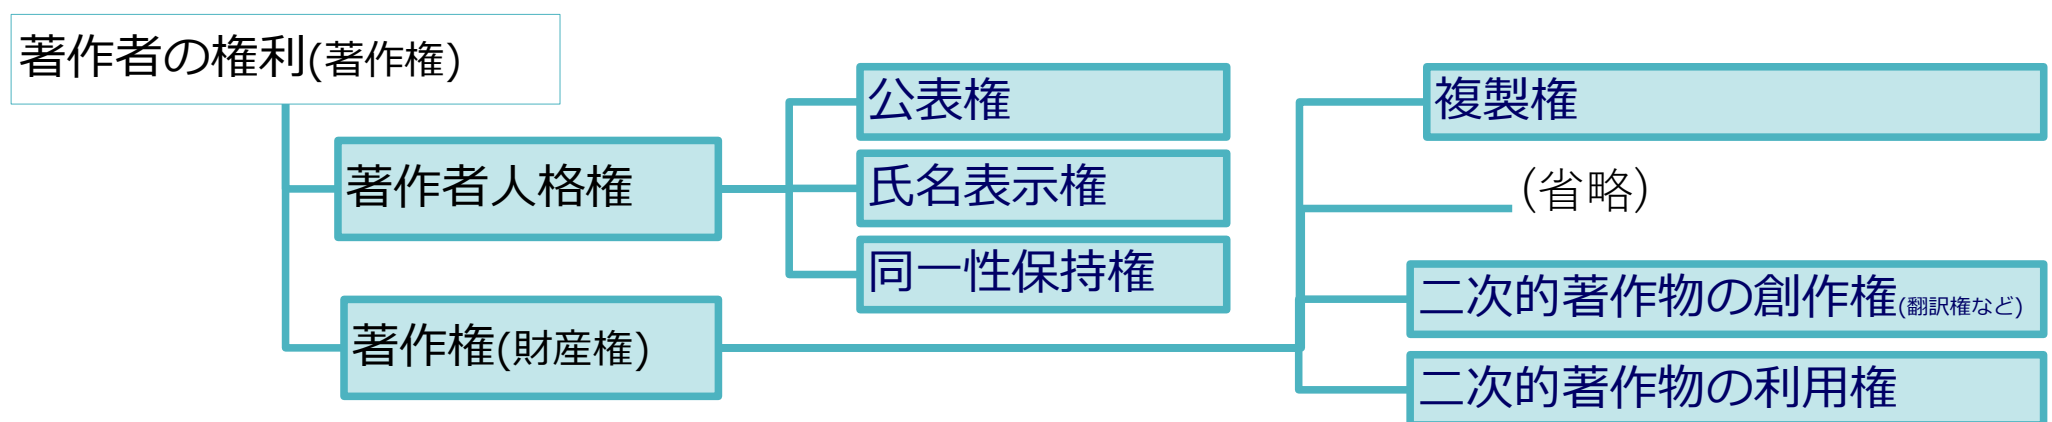 著作者の権利(著作権)
著作者人格権
公表権
氏名表示権
同一性保持権
著作権(財産権)
複製権
(省略)
二次的著作物の創作権(翻訳権など)
二次的著作物の利用権